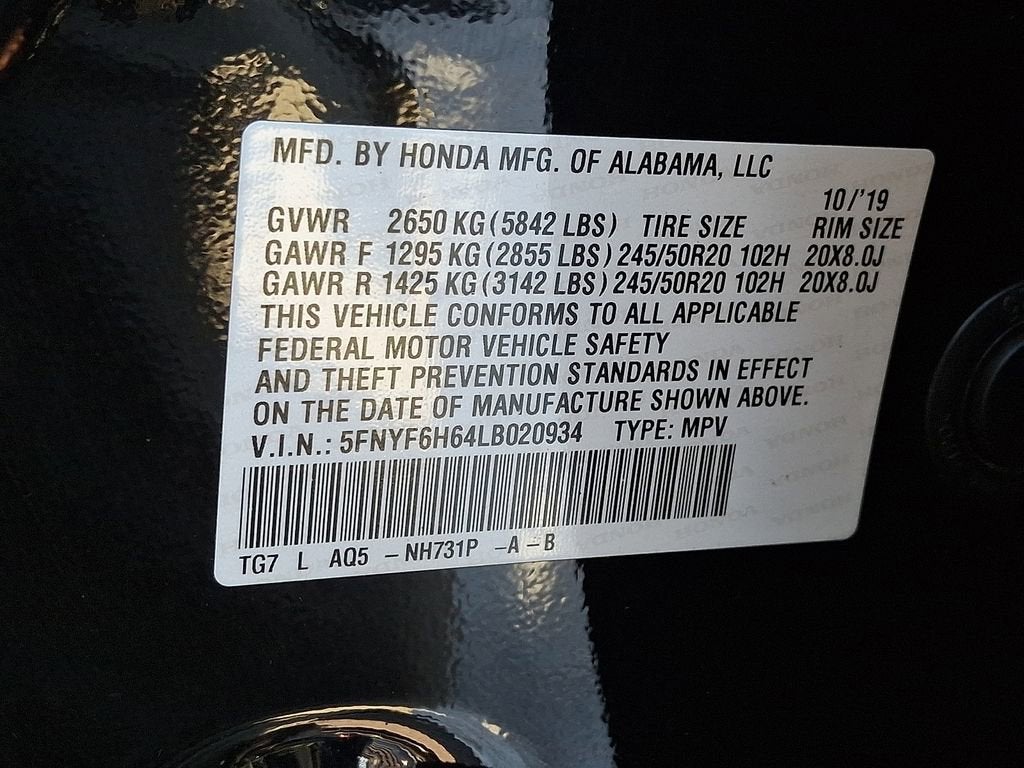 MFD. BY HONDA MFG. OF ALABAMA, LLC
10/'19
GVWR 2650 KG (5842 LBS) TIRE SIZE RIM SIZE
GAWR F 1295 KG (2855 LBS) 245/50R20 102H 20X8.0J
GAWR R 1425 KG (3142 LBS) 245/50R20 102H 20X8.0J
THIS VEHICLE CONFORMS TO ALL APPLICABLE
FEDERAL MOTOR VEHICLE SAFETY
AND THEFT PREVENTION STANDARDS IN EFFECT
ON THE DATE OF MANUFACTURE SHOWN ABOVE.
V.I.N.: 5FNYF6H64LB020934 TYPE: MPV
TG7 L AQ5 – NH731P – A – B